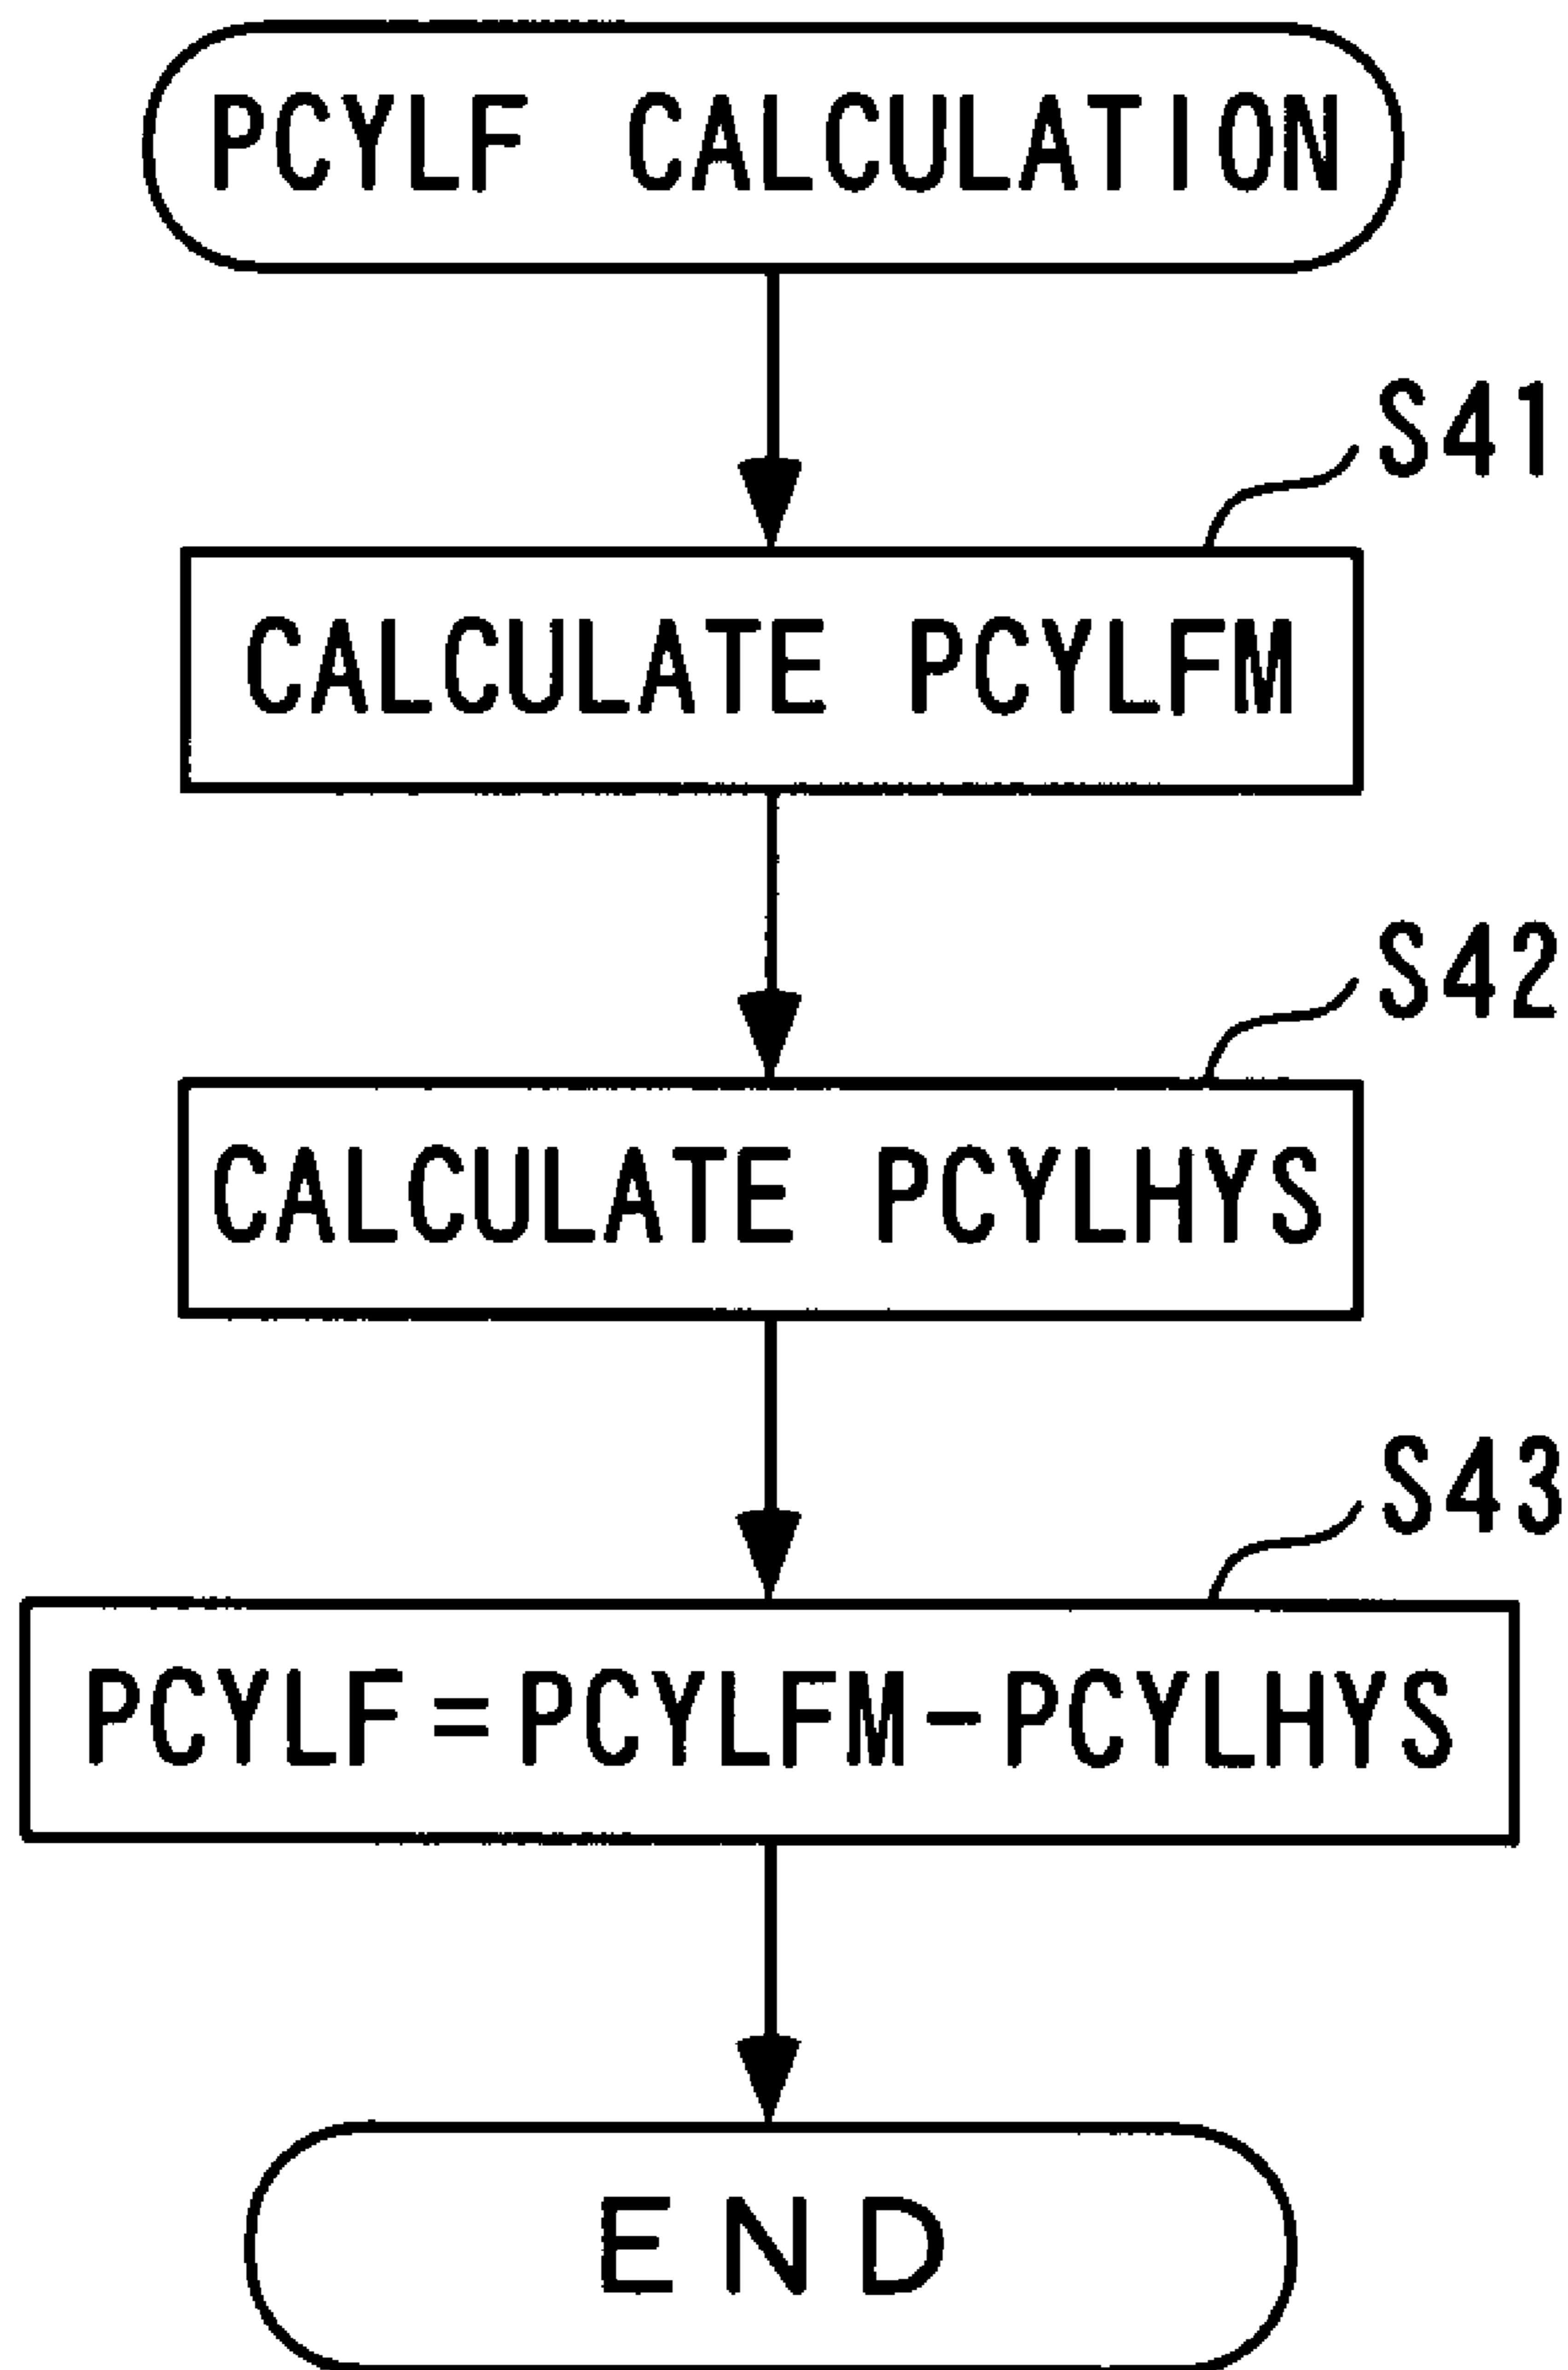 PCYLF CALCULATION
S41
CALCULATE PCYLFM
S42
CALCULATE PCYLHYS
S43
PCYLF=PCYLFM-PCYLHYS
END